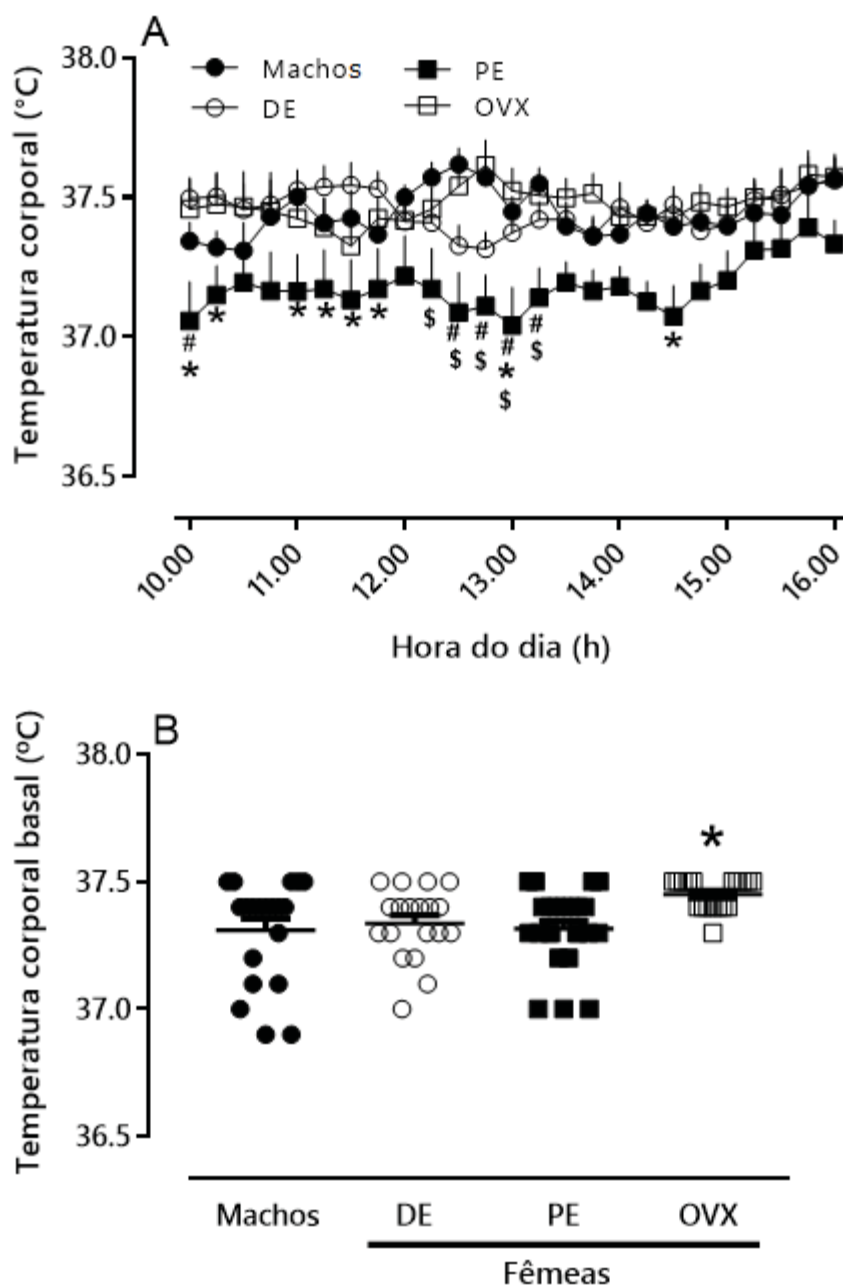 A
Temperatura corporal (°C)
38.0
37.5
37.0
36.5
Machos
PE
DE
OVX
* * * * * $ # # # # *
# $ $ * $
* $
10.00
11.00
12.00
13.00
14.00
15.00
16.00
Hora do dia (h)
B
Temperatura corporal basal (ºC)
38.0
37.5
37.0
36.5
*
Machos
DE
PE
OVX
Fêmeas